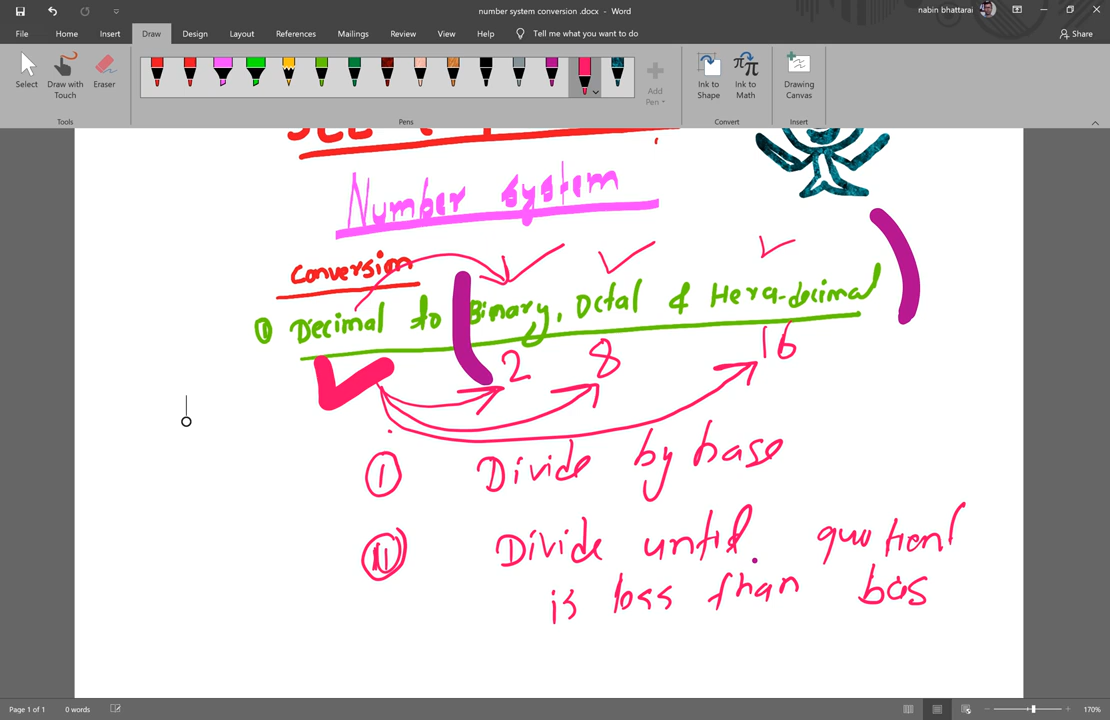 number system conversion .docx - Word
nabin bhattarai
File Home Insert Draw Design Layout References Mailings Review View Help Tell me what you want to do
Share
Select Draw with Touch Eraser
Add Pen
Ink to Shape Ink to Math Drawing Canvas
Tools Pens Convert Insert
Number system
Conversion
① Decimal to Binary, Octal & Hexa-decimal
2 8 16
① Divide by base
⑪ Divide until quotient
is less than bas
Page 1 of 1 0 words
170%